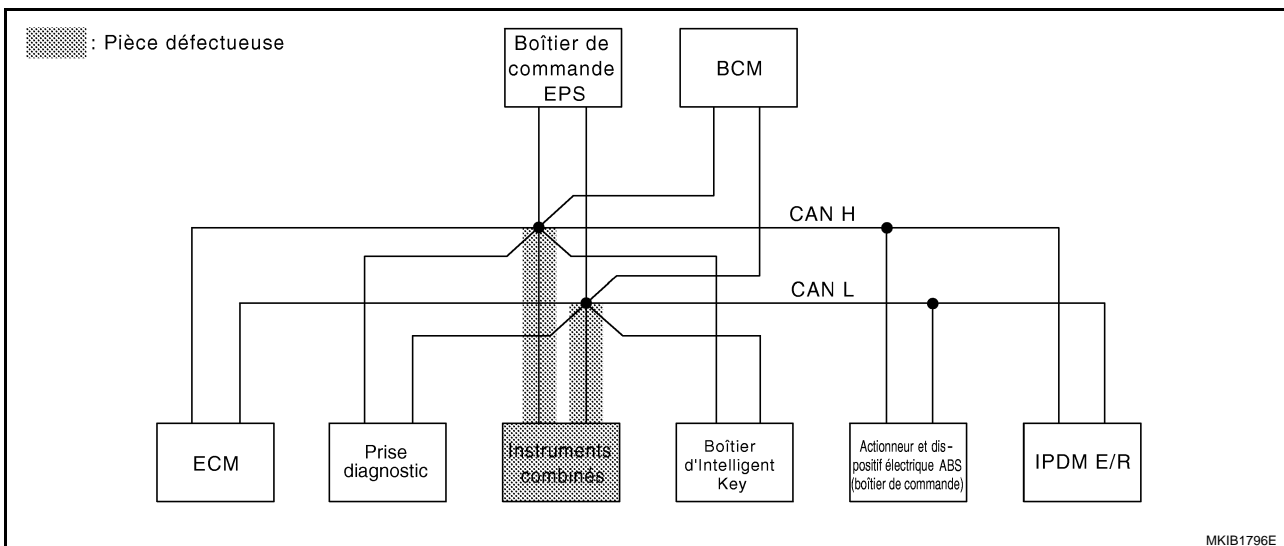 : Pièce défectueuse
Boîtier de
commande
EPS
BCM
CAN H
CAN L
ECM
Prise
diagnostic
Instruments
combinés
Boîtier
d'Intelligent
Key
Actionneur et dis-
positif électrique ABS
(boîtier de commande)
IPDM E/R
MKIB1796E